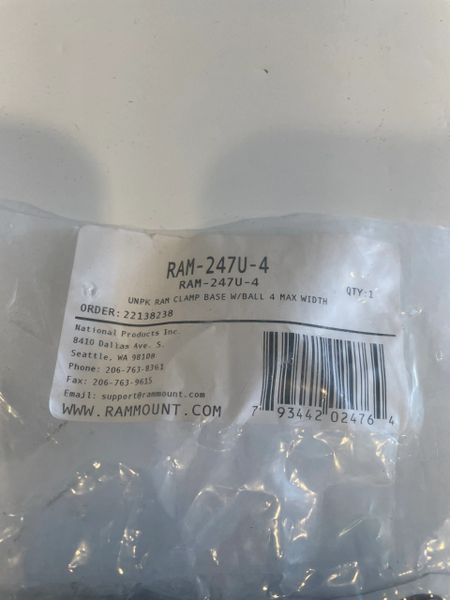 RAM-247U-4
RAM-247U-4
UNPK RAM CLAMP BASE W/BALL 4 MAX WIDTH
QTY:1
ORDER:22138238
National Products Inc.
8410 Dallas Ave. S.
Seattle, WA 98108
Phone: 206-763-8361
Fax: 206-763-9615
Email: support@rammount.com
WWW.RAMMOUNT.COM
7 93442 02476 4